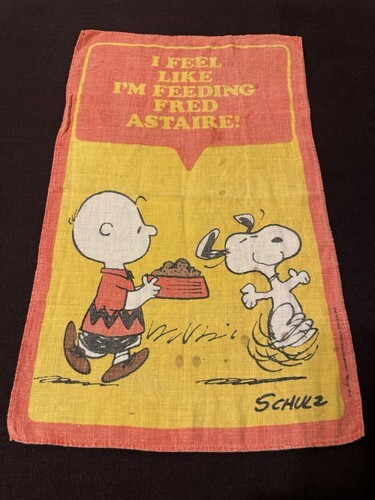 I FEEL
LIKE
I'M FEEDING
FRED
ASTAIRE!
SCHULZ